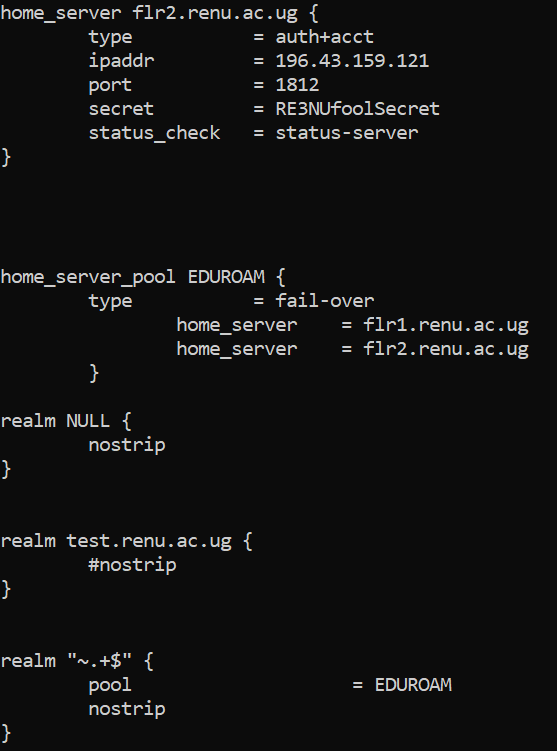 home_server flr2.renu.ac.ug {
type = auth+acct
ipaddr = 196.43.159.121
port = 1812
secret = RE3NUfoolSecret
status_check = status-server
}
home_server_pool EDUROAM {
type = fail-over
home_server = flr1.renu.ac.ug
home_server = flr2.renu.ac.ug
}
realm NULL {
nostrip
}
realm test.renu.ac.ug {
#nostrip
}
realm "~.+$" {
pool = EDUROAM
nostrip
}